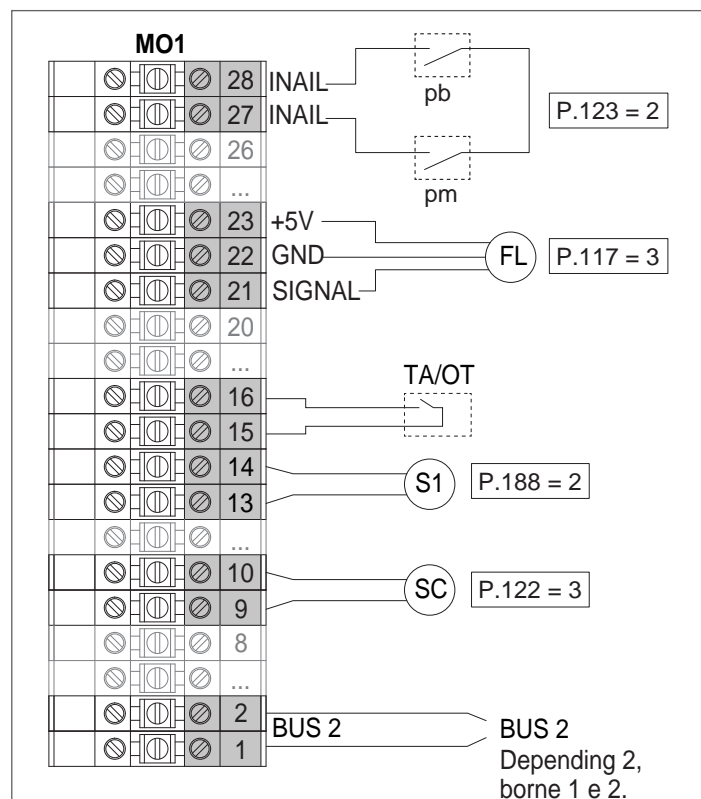 MO1
28 INAIL
pb
27 INAIL
P.123 = 2
26
pm
...
23 +5V
22 GND FL P.117 = 3
21 SIGNAL
20
...
TA/OT
16
15
14
S1 P.188 = 2
13
...
10
SC P.122 = 3
9
8
...
2
BUS 2 BUS 2
1
Depending 2,
borne 1 e 2.